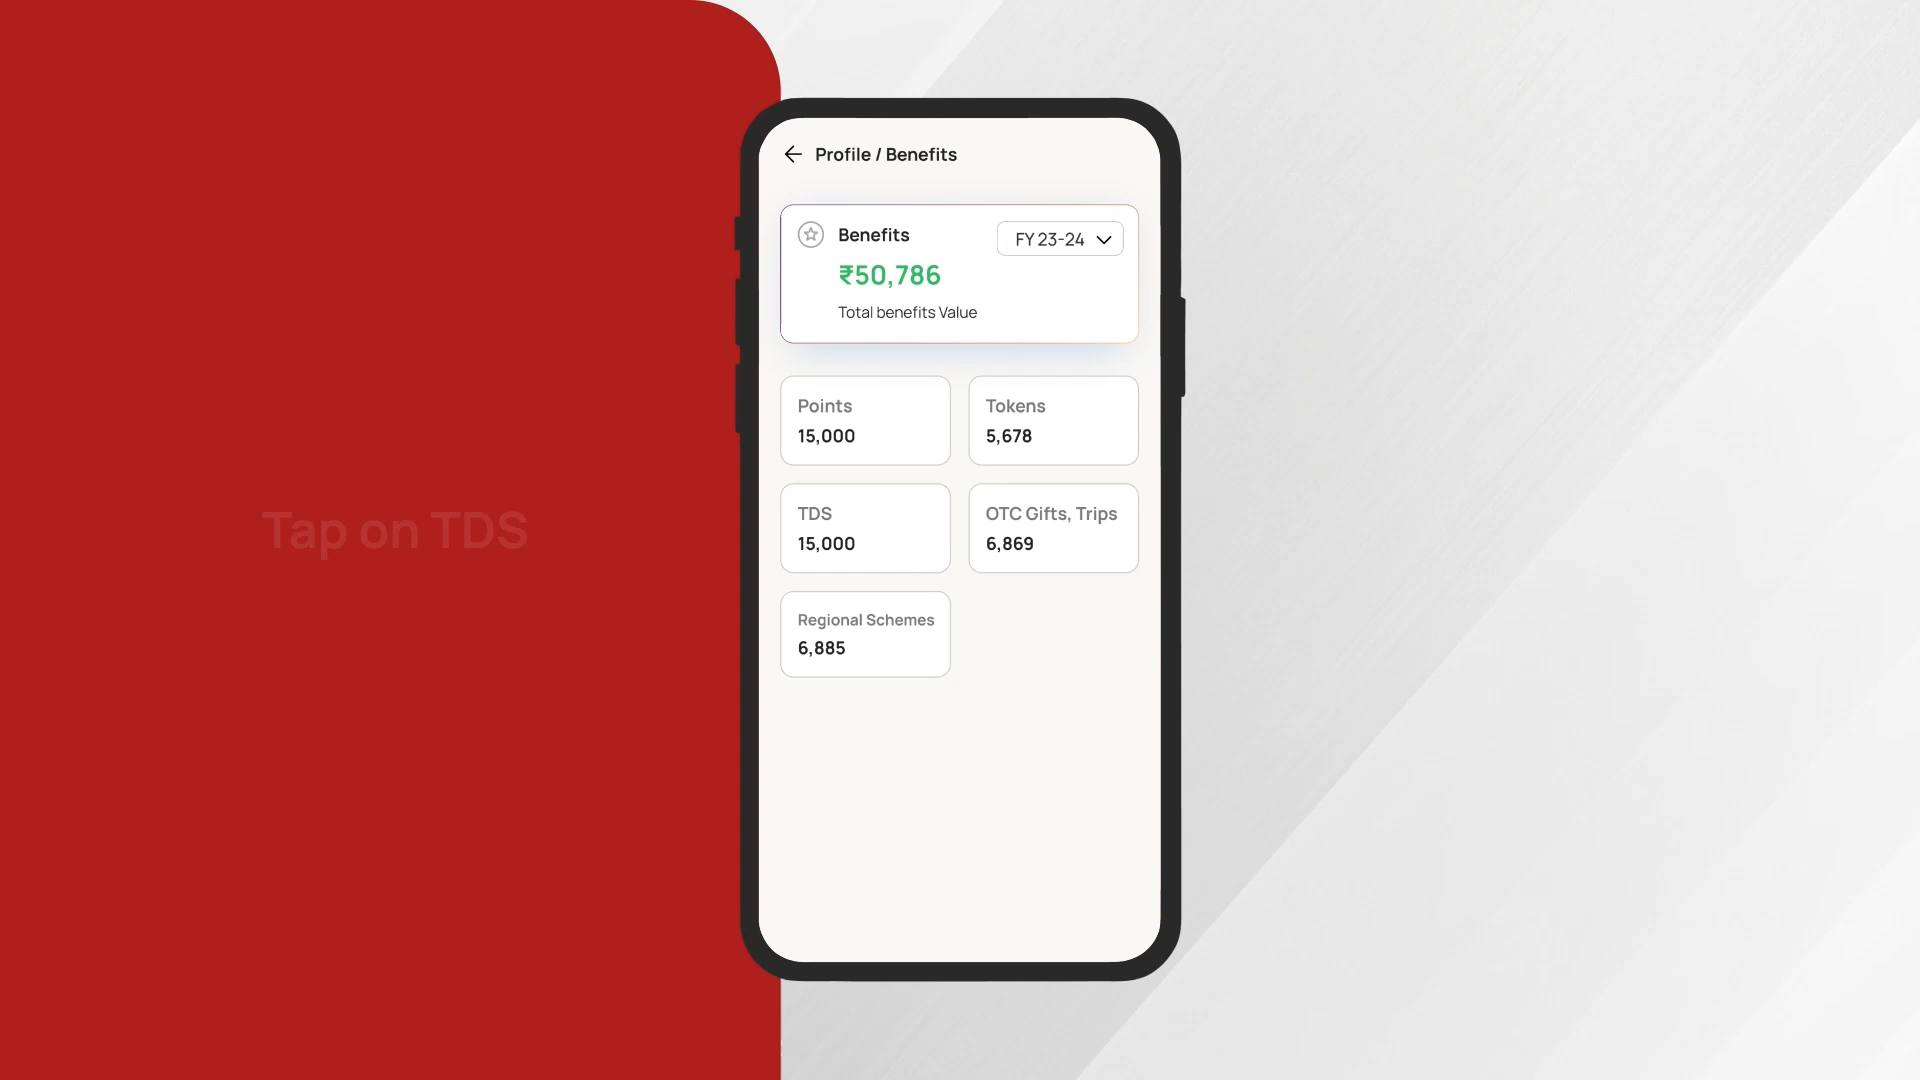 Tap on TDS
Profile / Benefits
Benefits
FY 23-24
₹50,786
Total benefits Value
Points
15,000
Tokens
5,678
TDS
15,000
OTC Gifts, Trips
6,869
Regional Schemes
6,885